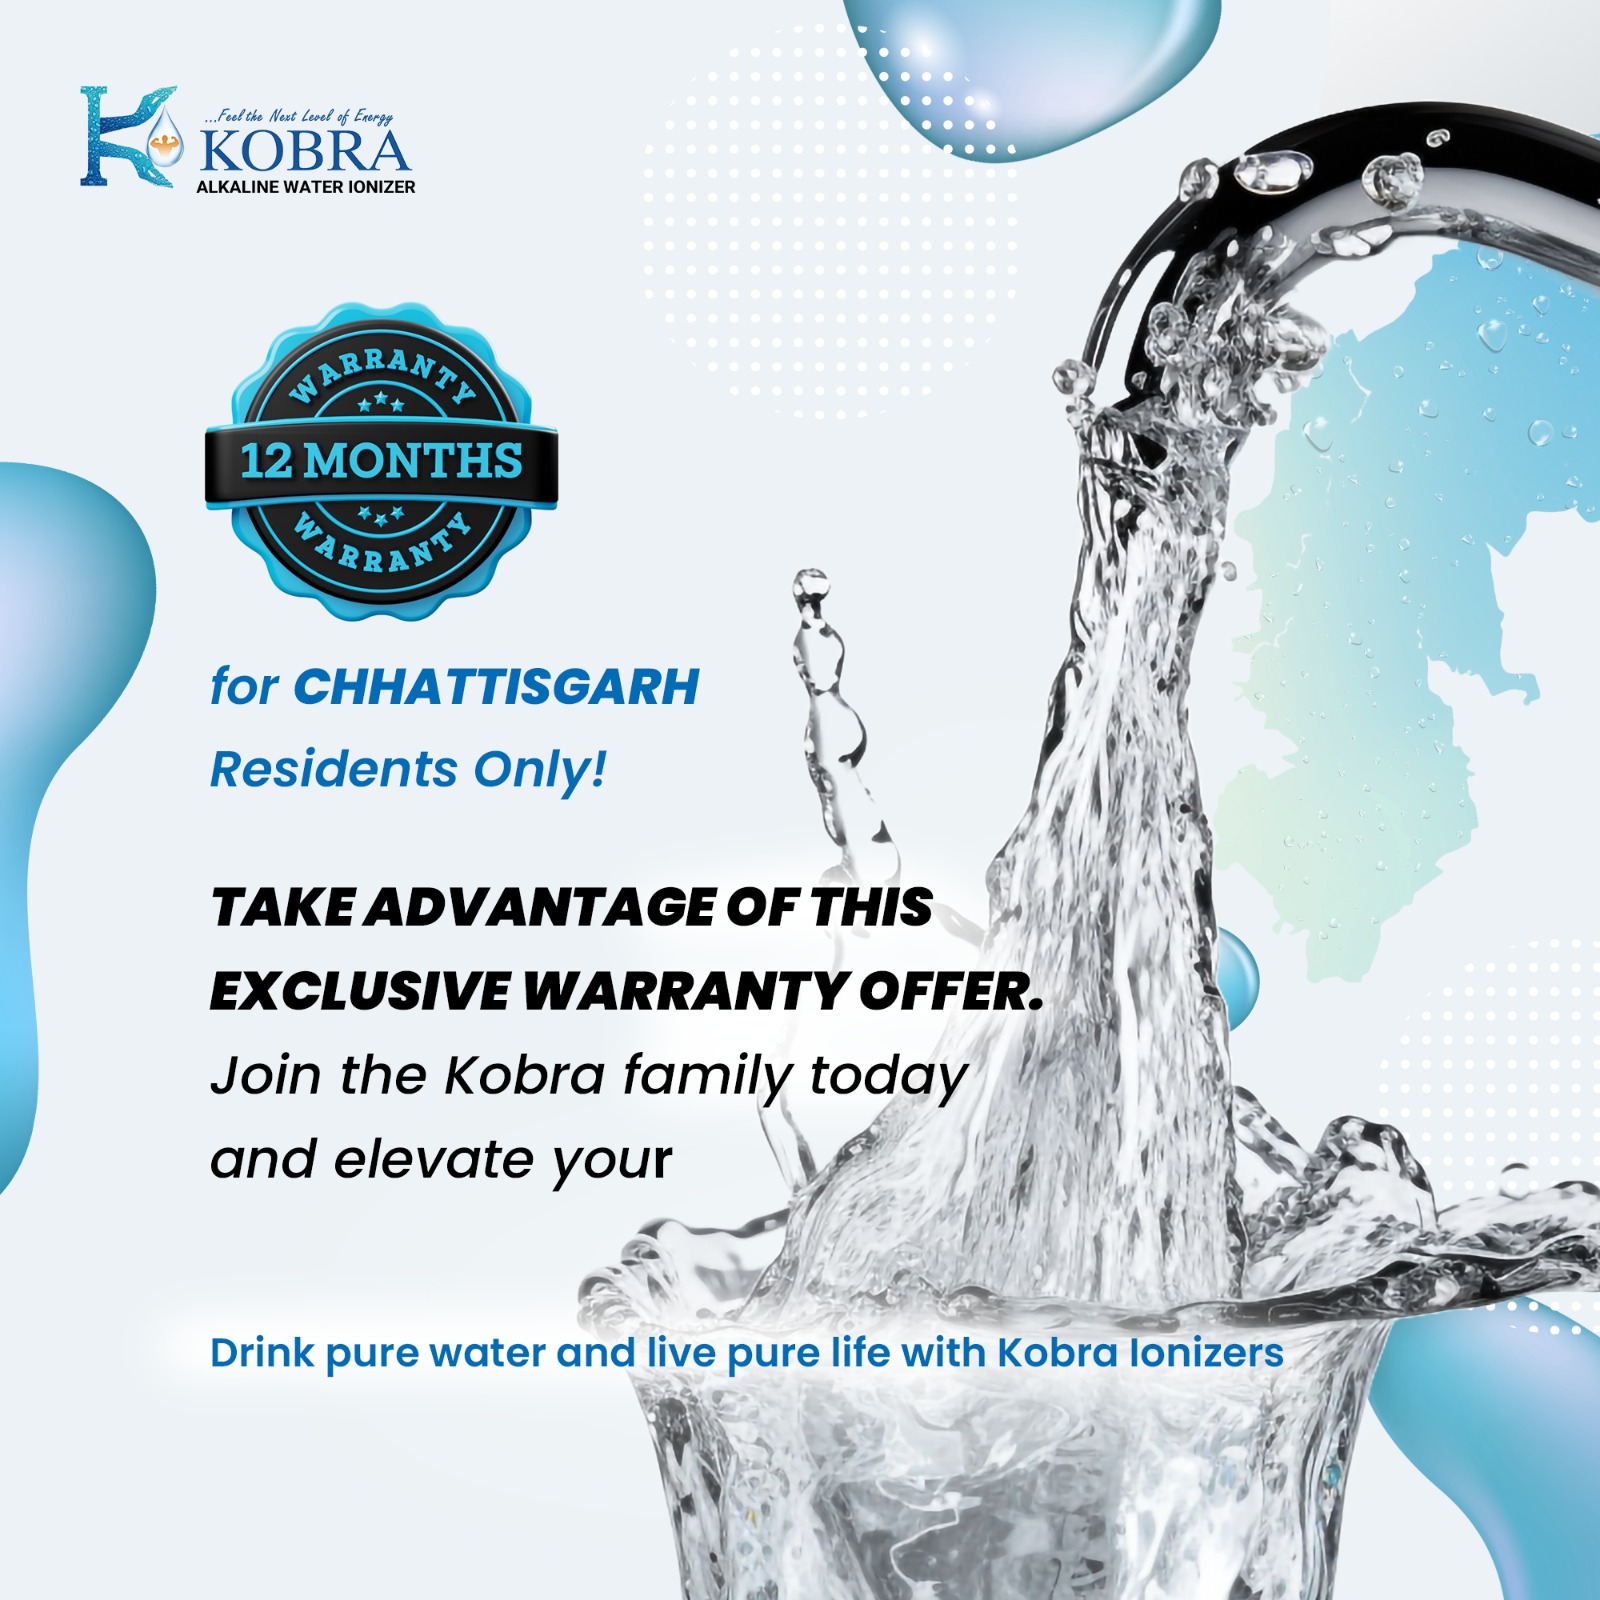 ...Feel the Next Level of Energy
KOBRA
ALKALINE WATER IONIZER
WARRANTY
12 MONTHS
WARRANTY
for CHHATTISGARH
Residents Only!
TAKE ADVANTAGE OF THIS
EXCLUSIVE WARRANTY OFFER.
Join the Kobra family today
and elevate your
Drink pure water and live pure life with Kobra Ionizers